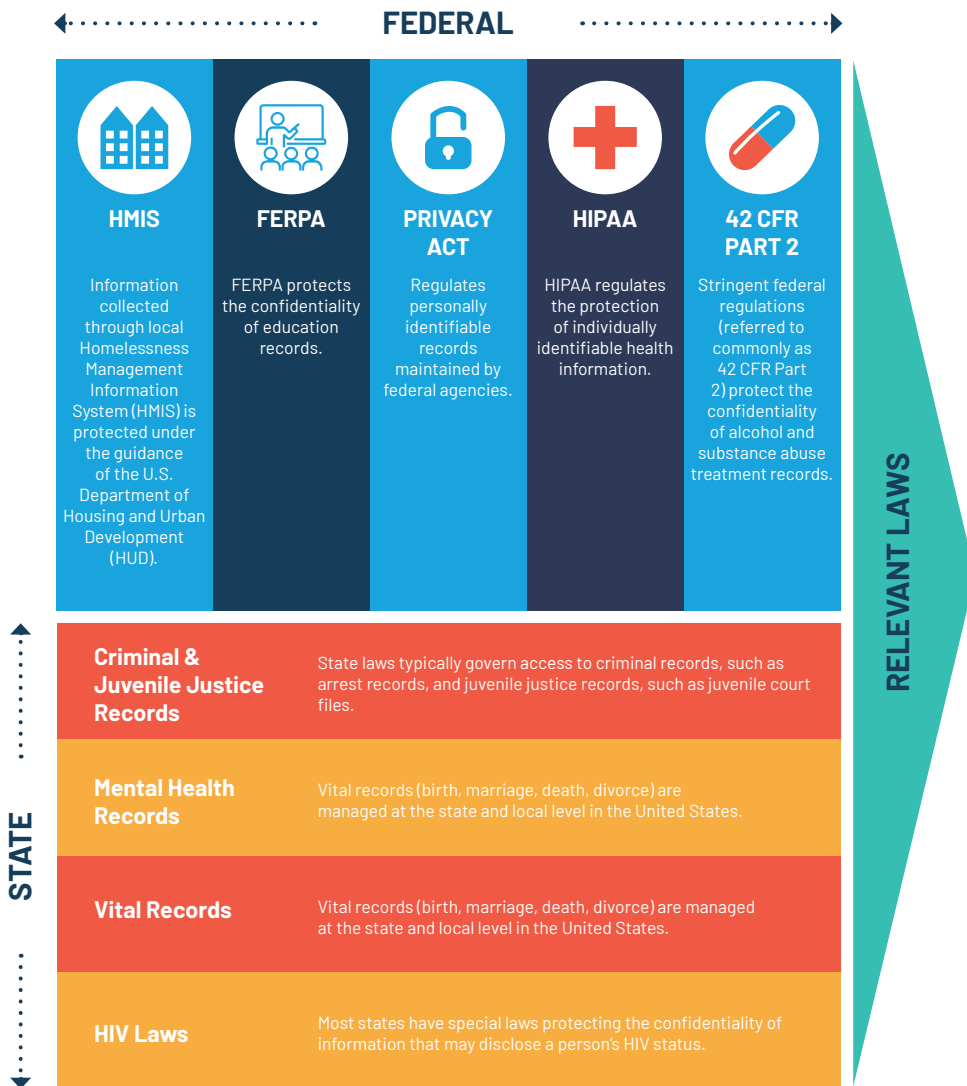 FEDERAL
HMIS
Information
collected
through local
Homelessness
Management
Information
System (HMIS) is
protected under
the guidance
of the U.S.
Department of
Housing and Urban
Development
(HUD).
FERPA
FERPA protects
the confidentiality
of education
records.
PRIVACY
ACT
Regulates
personally
identifiable
records
maintained by
federal agencies.
HIPAA
HIPAA regulates
the protection
of individually
identifiable health
information.
42 CFR
PART 2
Stringent federal
regulations
(referred to
commonly as
42 CFR Part
2) protect the
confidentiality
of alcohol and
substance abuse
treatment records.
STATE
Criminal &
Juvenile Justice
Records
State laws typically govern access to criminal records, such as
arrest records, and juvenile justice records, such as juvenile court
files.
Mental Health
Records
Vital records (birth, marriage, death, divorce) are
managed at the state and local level in the United States.
Vital Records
Vital records (birth, marriage, death, divorce) are managed
at the state and local level in the United States.
HIV Laws
Most states have special laws protecting the confidentiality of
information that may disclose a person's HIV status.
RELEVANT LAWS